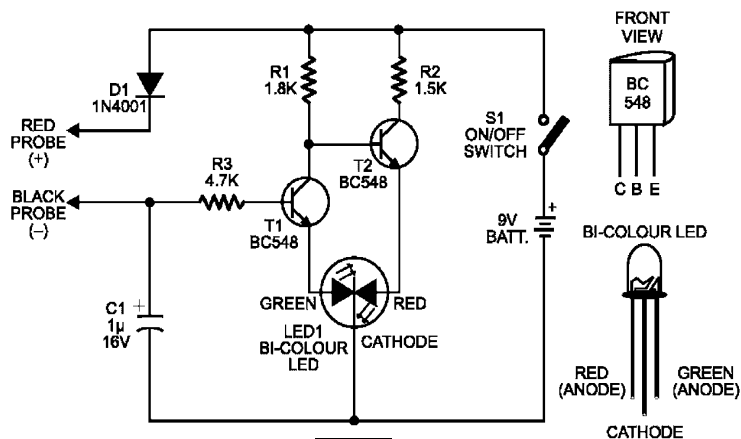 D1
1N4001
RED
PROBE
(+)
BLACK
PROBE
(–)
R3
4.7K
R1
1.8K
R2
1.5K
T1
BC548
T2
BC548
C1
1µ
16V
+
GREEN
RED
LED1
BI-COLOUR
LED
CATHODE
S1
ON/OFF
SWITCH
+
9V
BATT.
FRONT
VIEW
BC
548
C B E
BI-COLOUR LED
RED
(ANODE)
GREEN
(ANODE)
CATHODE